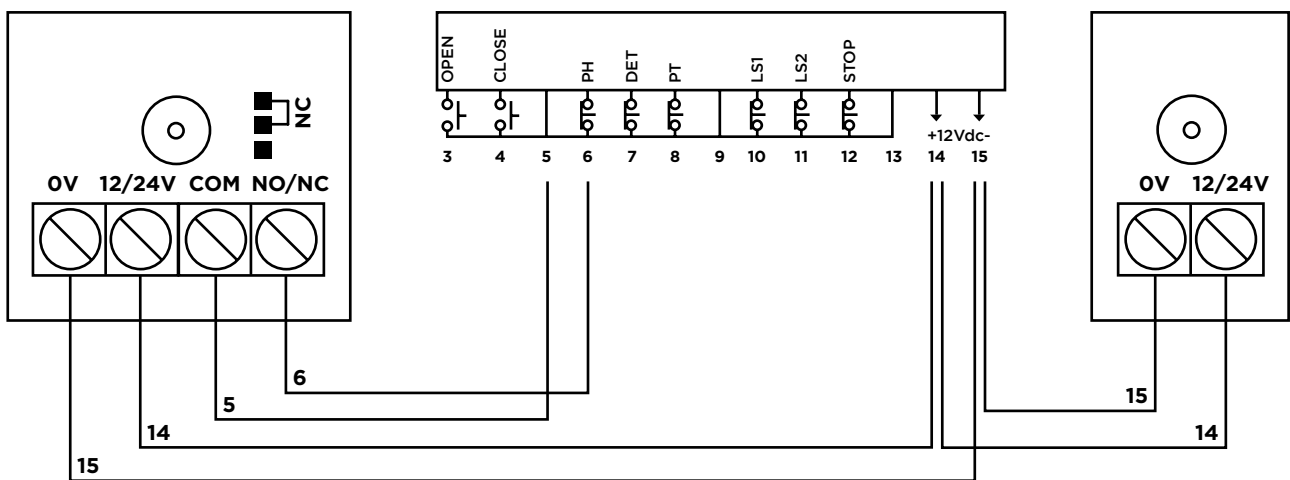 OPEN CLOSE PH DET PT LS1 LS2 STOP
NC
+12Vdc-
3 4 5 6 7 8 9 10 11 12 13 14 15
0V 12/24V COM NO/NC
0V 12/24V
6
5
14
15
15
14